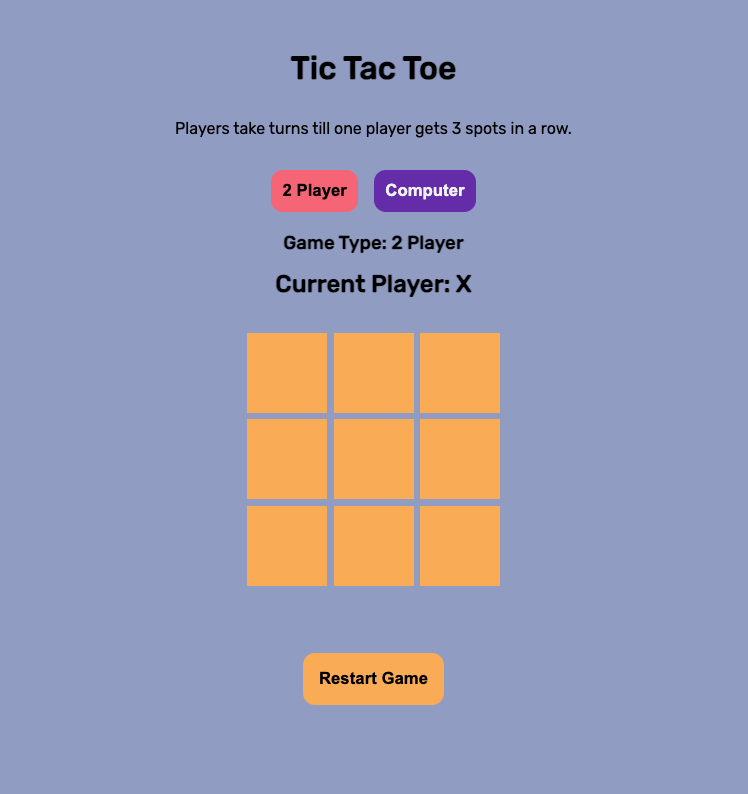 Tic Tac Toe
Players take turns till one player gets 3 spots in a row.
2 Player Computer
Game Type: 2 Player
Current Player: X
Restart Game